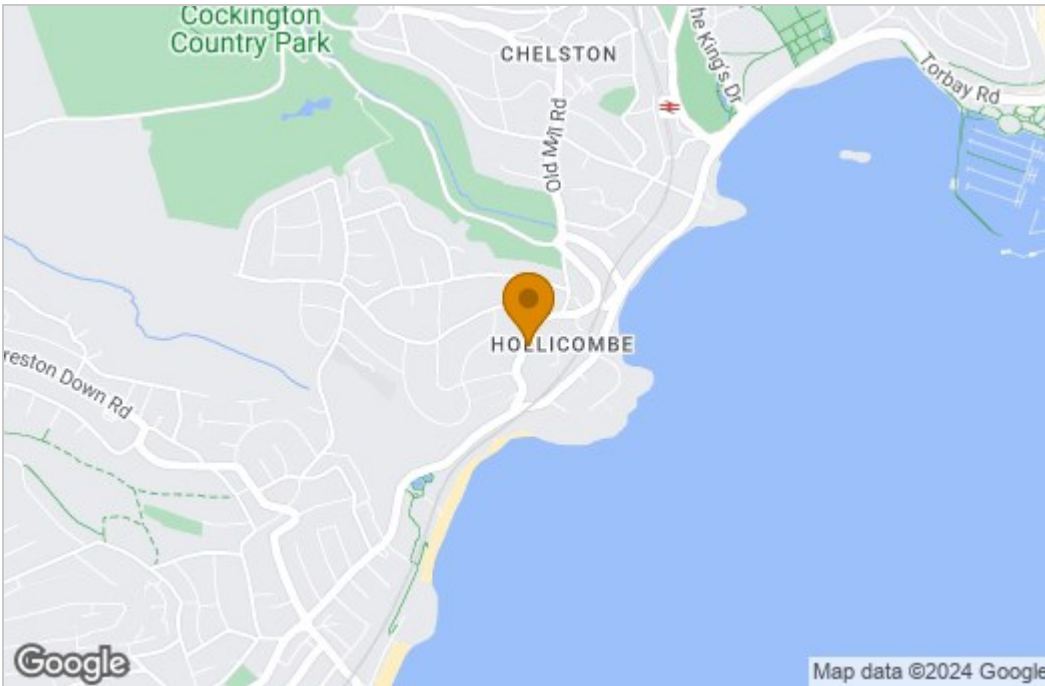 Cockington
Country Park
CHELSTON
The King's Dr
Torbay Rd
Old Mill Rd
HOLLICOMBE
Preston Down Rd
Google
Map data ©2024 Google